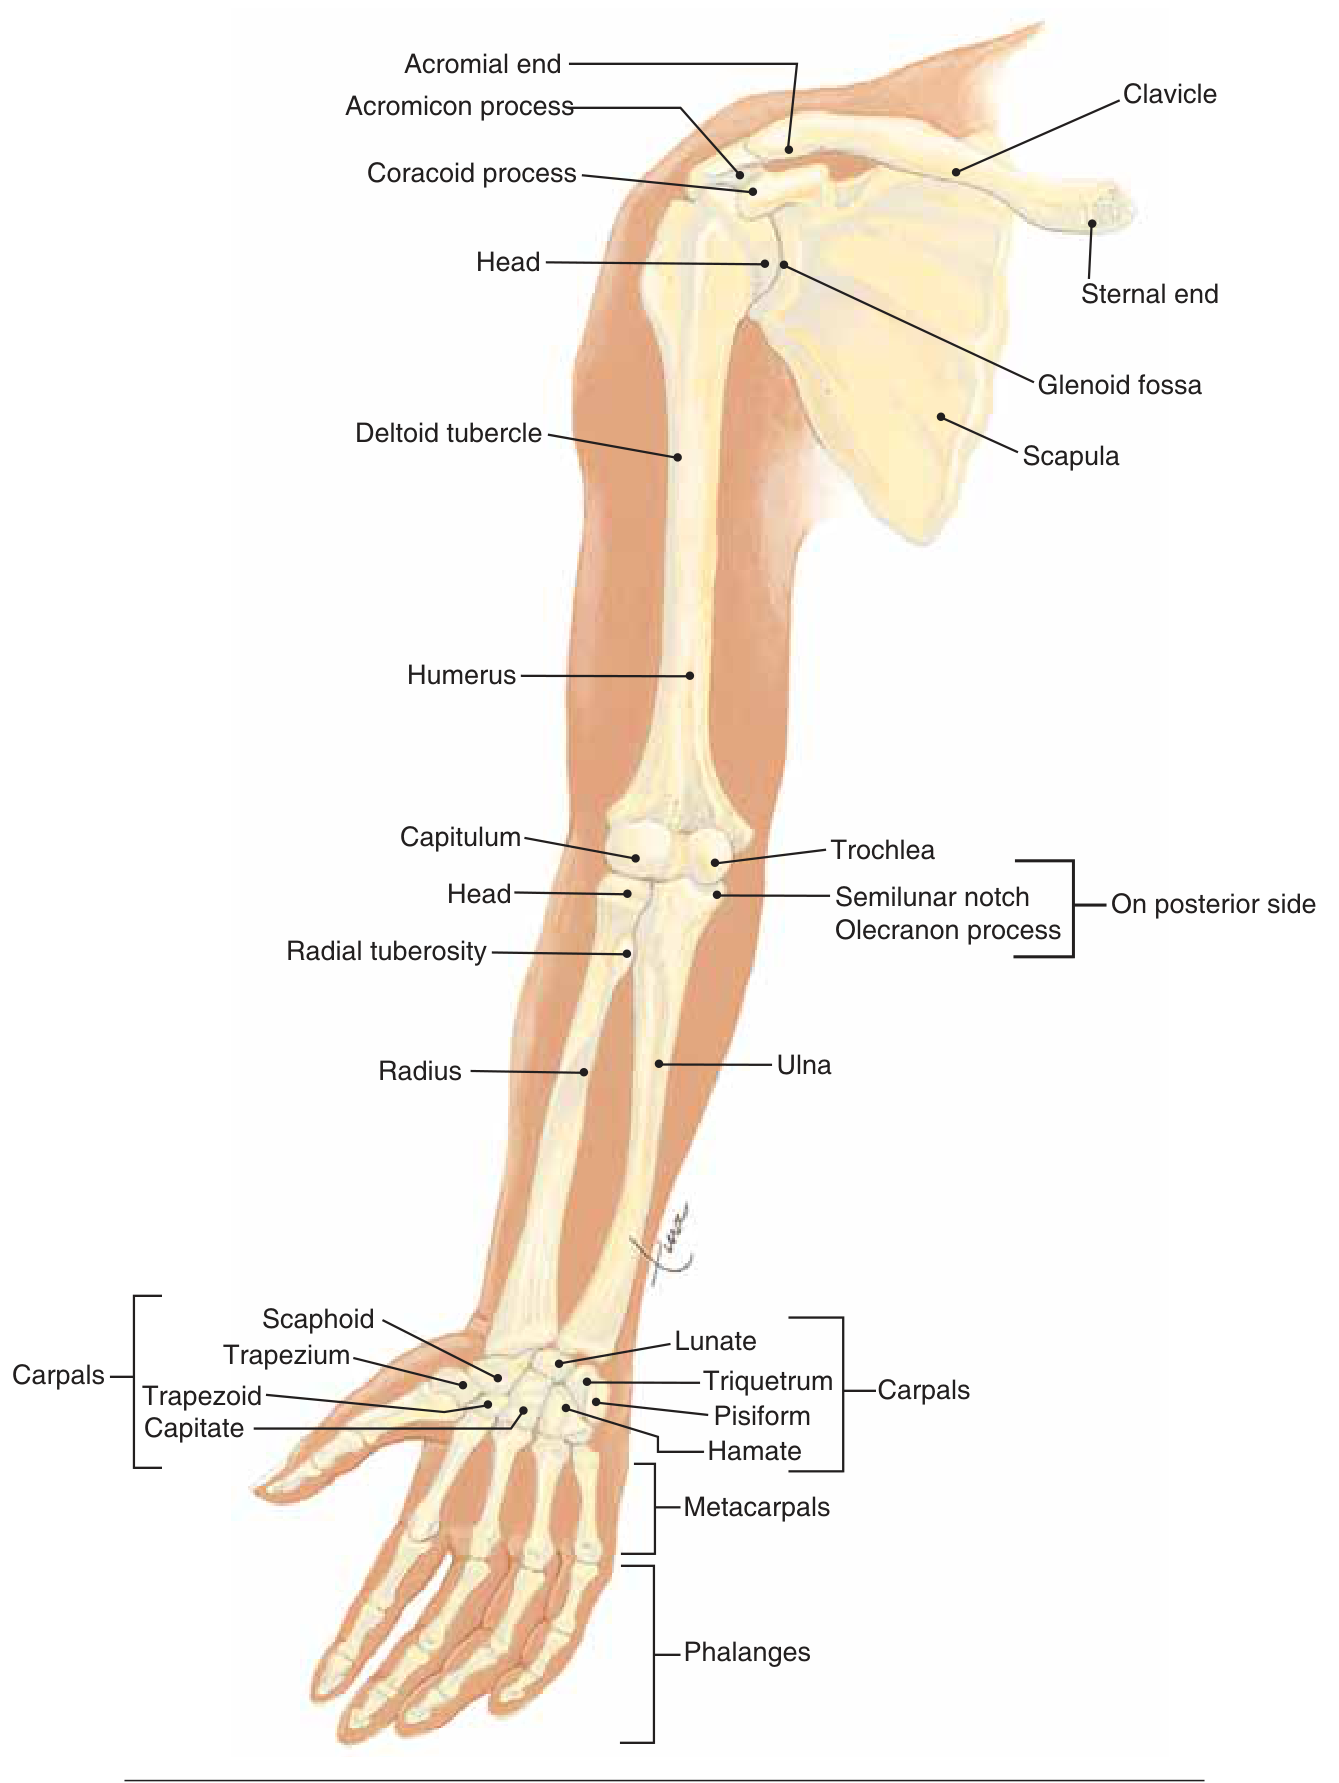 Acromial end
Acromicon process
Coracoid process
Clavicle
Head
Sternal end
Glenoid fossa
Deltoid tubercle
Scapula
Humerus
Capitulum
Trochlea
Head
Semilunar notch
Olecranon process
On posterior side
Radial tuberosity
Radius
Ulna
Scaphoid
Trapezium
Carpals
Trapezoid
Capitate
Lunate
Triquetrum
Carpals
Pisiform
Hamate
Metacarpals
Phalanges